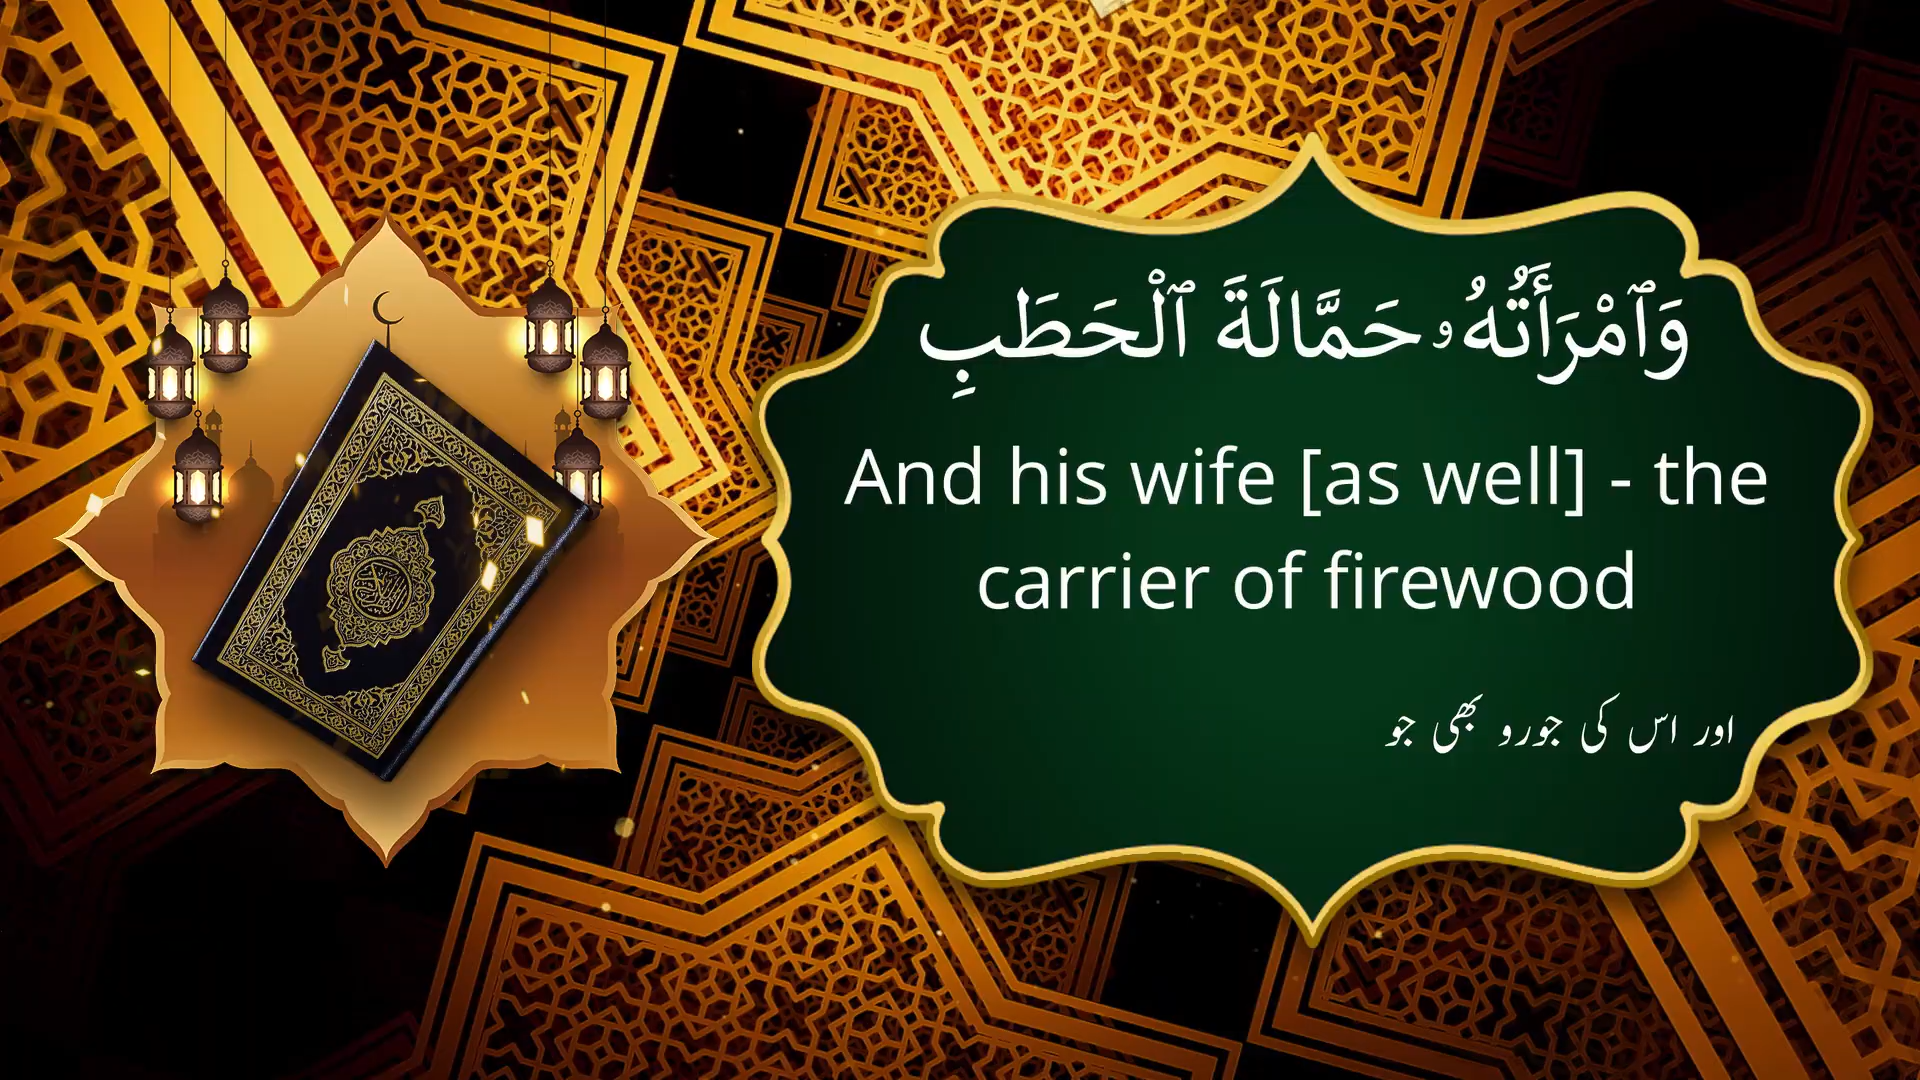 وَٱمْرَأَتُهُۥ حَمَّالَةَ ٱلْحَطَبِ
And his wife [as well] - the
carrier of firewood
اور اس کی جورو بھی جو